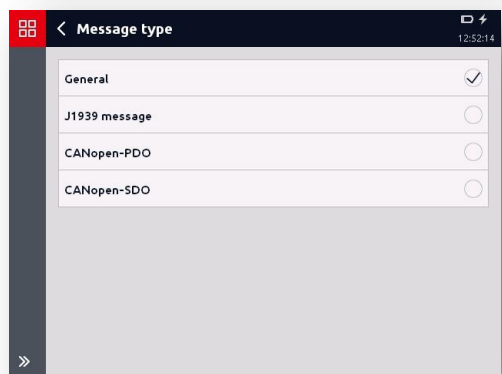 Message type
12:52:14
General
J1939 message
CANopen-PDO
CANopen-SDO